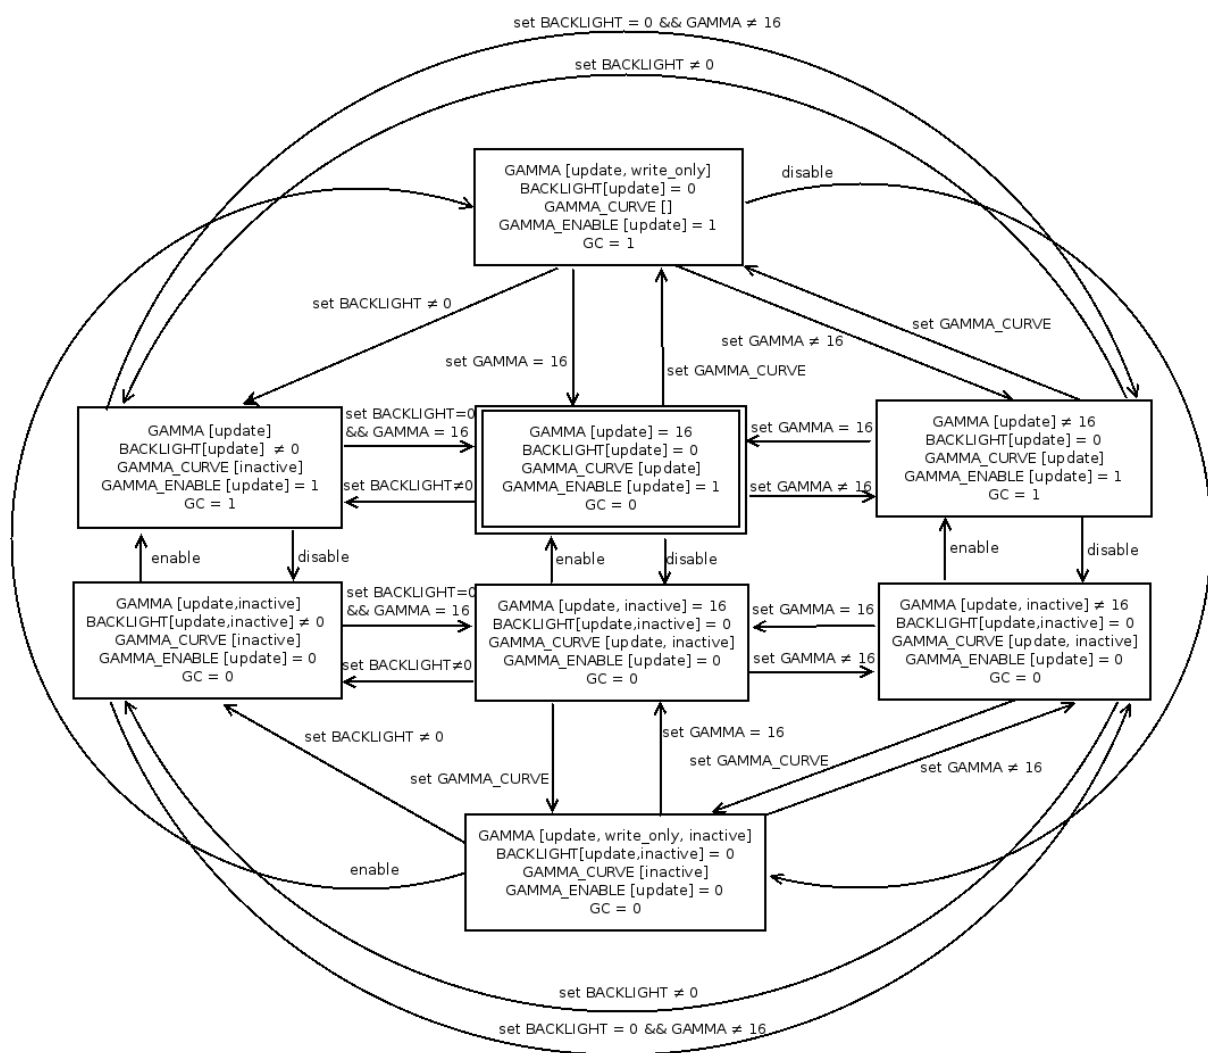 set BACKLIGHT = 0 && GAMMA ≠ 16
set BACKLIGHT ≠ 0
GAMMA [update, write_only]
BACKLIGHT[update] = 0
GAMMA_CURVE []
GAMMA_ENABLE [update] = 1
GC = 1
disable
set BACKLIGHT ≠ 0
set GAMMA = 16
set GAMMA_CURVE
set GAMMA ≠ 16
set GAMMA_CURVE
GAMMA [update]
BACKLIGHT[update] ≠ 0
GAMMA_CURVE [inactive]
GAMMA_ENABLE [update] = 1
GC = 1
set BACKLIGHT=0
&& GAMMA = 16
set BACKLIGHT≠0
GAMMA [update] = 16
BACKLIGHT[update] = 0
GAMMA_CURVE [update]
GAMMA_ENABLE [update] = 1
GC = 0
set GAMMA = 16
set GAMMA ≠ 16
GAMMA [update] ≠ 16
BACKLIGHT[update] = 0
GAMMA_CURVE [update]
GAMMA_ENABLE [update] = 1
GC = 1
enable
disable
enable
disable
enable
disable
GAMMA [update,inactive]
BACKLIGHT[update,inactive] ≠ 0
GAMMA_CURVE [inactive]
GAMMA_ENABLE [update] = 0
GC = 0
set BACKLIGHT=0
&& GAMMA = 16
set BACKLIGHT≠0
GAMMA [update, inactive] = 16
BACKLIGHT[update,inactive] = 0
GAMMA_CURVE [update, inactive]
GAMMA_ENABLE [update] = 0
GC = 0
set GAMMA = 16
set GAMMA ≠ 16
GAMMA [update, inactive] ≠ 16
BACKLIGHT[update,inactive] = 0
GAMMA_CURVE [update, inactive]
GAMMA_ENABLE [update] = 0
GC = 0
set BACKLIGHT ≠ 0
set GAMMA_CURVE
set GAMMA = 16
set GAMMA_CURVE
set GAMMA ≠ 16
GAMMA [update, write_only, inactive]
BACKLIGHT[update,inactive] = 0
GAMMA_CURVE [inactive]
GAMMA_ENABLE [update] = 0
GC = 0
enable
set BACKLIGHT ≠ 0
set BACKLIGHT = 0 && GAMMA ≠ 16